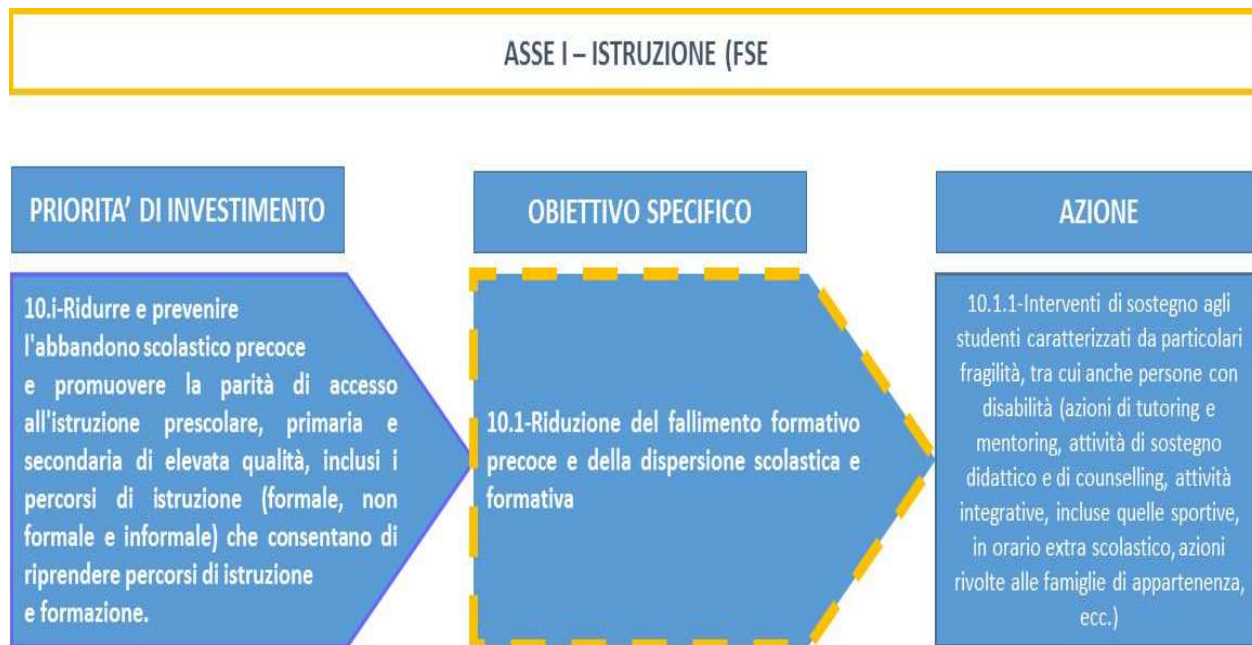 ASSE I – ISTRUZIONE (FSE
PRIORITA' DI INVESTIMENTO
10.i-Ridurre e prevenire
l'abbandono scolastico precoce
e promuovere la parità di accesso
all'istruzione prescolare, primaria e
secondaria di elevata qualità, inclusi i
percorsi di istruzione (formale, non
formale e informale) che consentano di
riprendere percorsi di istruzione
e formazione.
OBIETTIVO SPECIFICO
10.1-Riduzione del fallimento formativo
precoce e della dispersione scolastica e
formativa
AZIONE
10.1.1-Interventi di sostegno agli
studenti caratterizzati da particolari
fragilità, tra cui anche persone con
disabilità (azioni di tutoring e
mentoring, attività di sostegno
didattico e di counselling, attività
integrative, incluse quelle sportive,
in orario extra scolastico, azioni
rivolte alle famiglie di appartenenza,
ecc.)